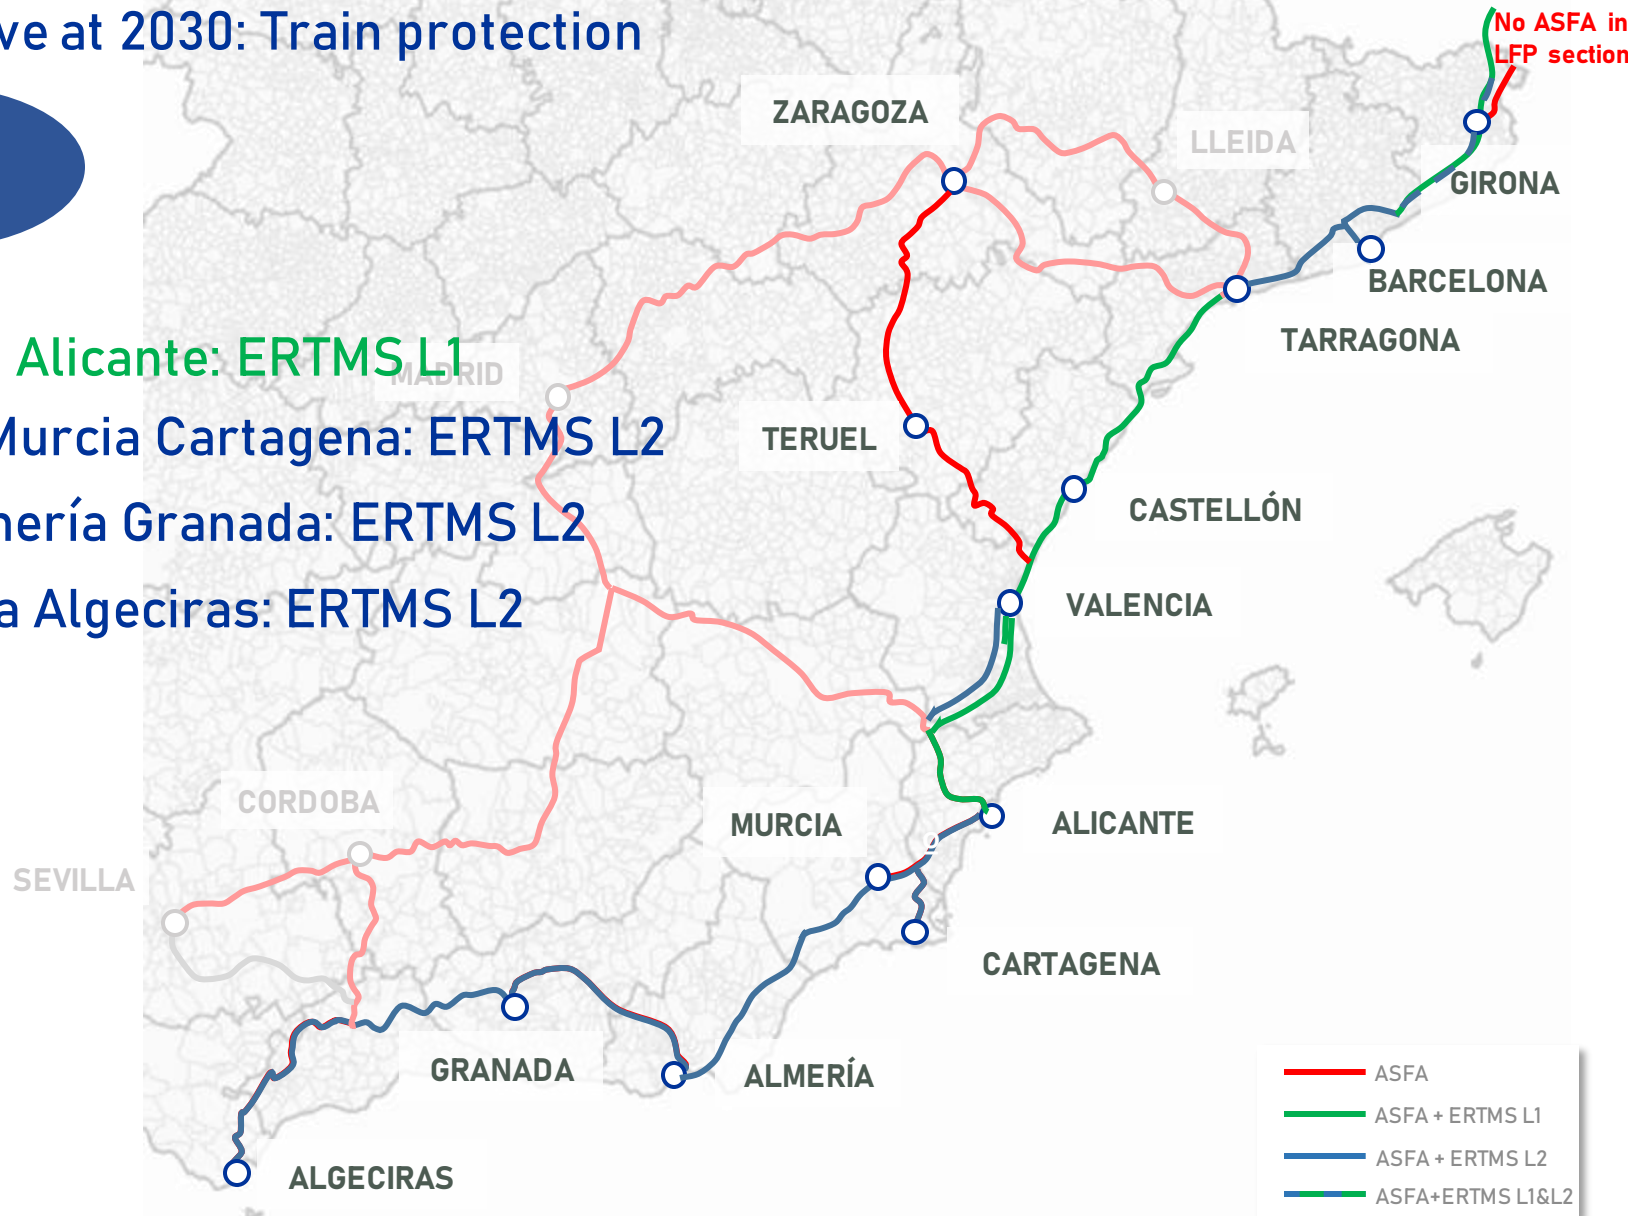 ve at 2030: Train protection
No ASFA in
LFP section
ZARAGOZA
LLEIDA
GIRONA
BARCELONA
TARRAGONA
Alicante: ERTMS L1
MADRID
Murcia Cartagena: ERTMS L2
TERUEL
CASTELLÓN
ería Granada: ERTMS L2
a Algeciras: ERTMS L2
VALENCIA
CORDOBA
MURCIA
ALICANTE
SEVILLA
CARTAGENA
GRANADA
ALMERÍA
ALGECIRAS
ASFA
ASFA + ERTMS L1
ASFA + ERTMS L2
ASFA+ERTMS L1&L2